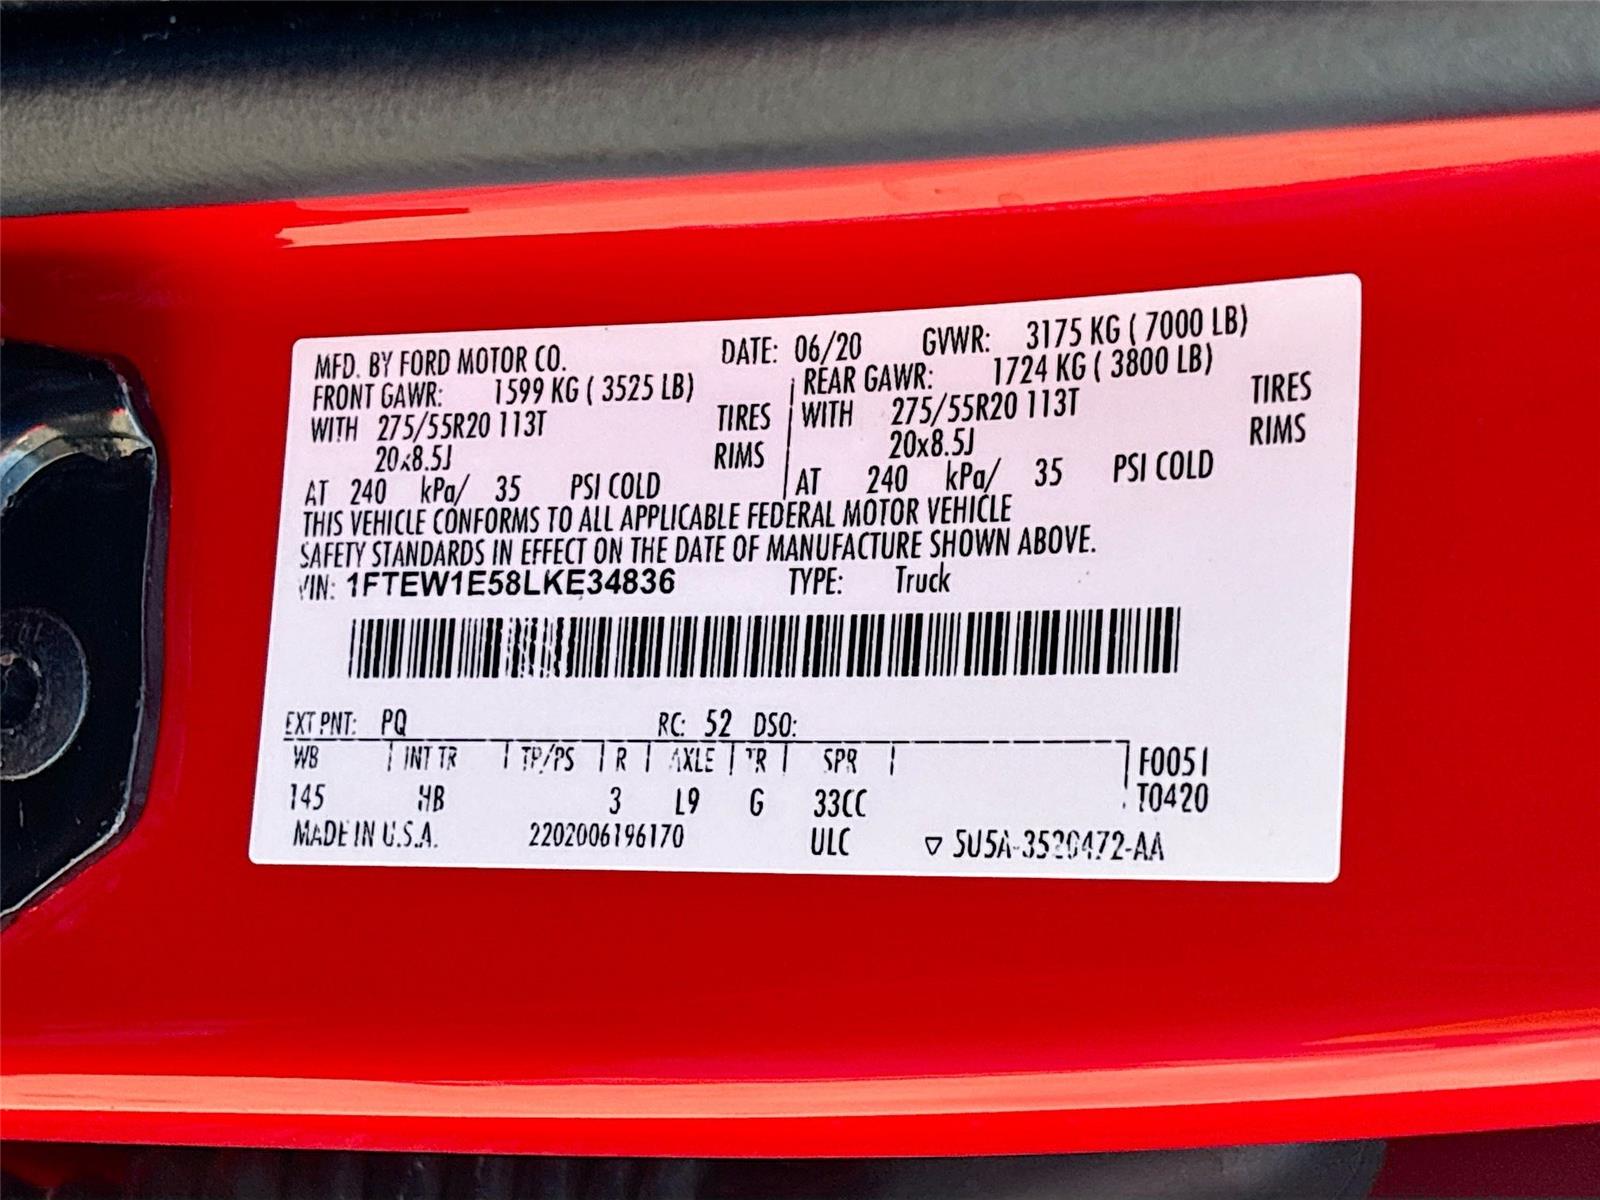 MFD. BY FORD MOTOR CO. DATE: 06/20 GVWR: 3175 KG ( 7000 LB)
FRONT GAWR: 1599 KG ( 3525 LB) REAR GAWR: 1724 KG ( 3800 LB)
WITH 275/55R20 113T TIRES WITH 275/55R20 113T TIRES
20x8.5J RIMS 20x8.5J RIMS
AT 240 kPa/ 35 PSI COLD AT 240 kPa/ 35 PSI COLD
THIS VEHICLE CONFORMS TO ALL APPLICABLE FEDERAL MOTOR VEHICLE
SAFETY STANDARDS IN EFFECT ON THE DATE OF MANUFACTURE SHOWN ABOVE.
VIN: 1FTEW1E58LKE34836 TYPE: Truck
EXT PNT: PQ RC: 52 DSO:
WB INT TR TP/PS R AXLE TR SPR F0051
145 HB 3 L9 G 33CC T0420
MADE IN U.S.A. 2202006196170 ULC ▽ 5U5A-3520472-AA